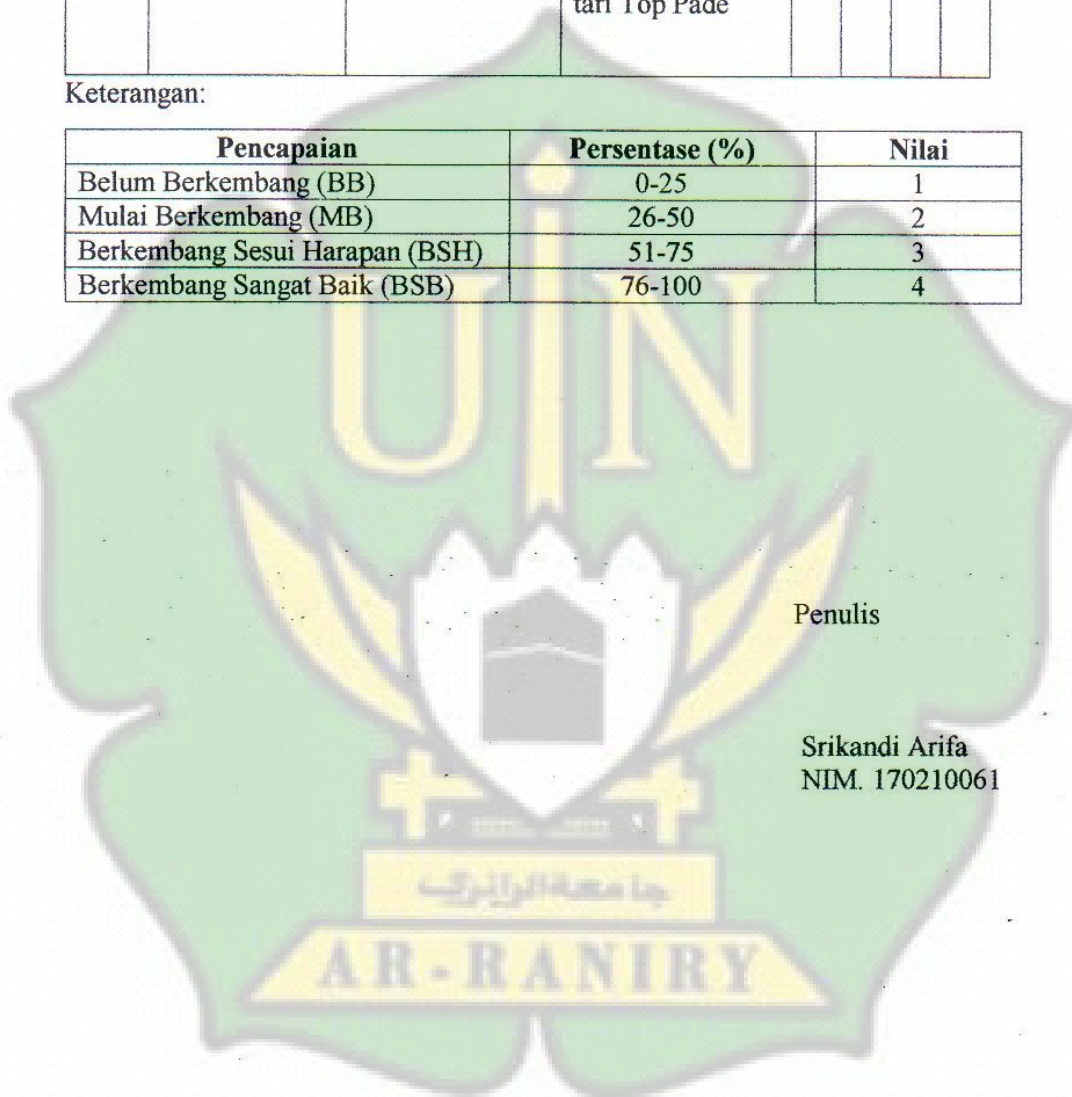 tari Top Pade
Keterangan:
Pencapaian Persentase (%) Nilai
Belum Berkembang (BB) 0-25 1
Mulai Berkembang (MB) 26-50 2
Berkembang Sesui Harapan (BSH) 51-75 3
Berkembang Sangat Baik (BSB) 76-100 4
UIN
Penulis
Srikandi Arifa
NIM. 170210061
جامعة الرانري
AR-RANIRY